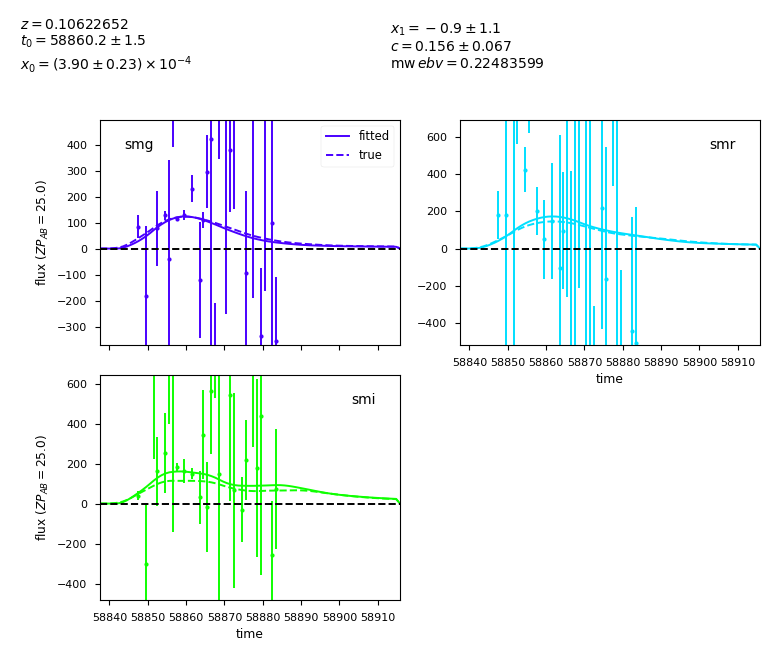 z = 0.10622652
t₀ = 58860.2 ± 1.5
x₀ = (3.90 ± 0.23) × 10⁻⁴
x₁ = −0.9 ± 1.1
c = 0.156 ± 0.067
mw ebv = 0.22483599
smg
fitted
true
400
300
200
100
0
−100
−200
−300
flux (ZP_AB = 25.0)
smr
600
400
200
0
−200
−400
58840 58850 58860 58870 58880 58890 58900 58910
time
smi
600
400
200
0
−200
−400
flux (ZP_AB = 25.0)
58840 58850 58860 58870 58880 58890 58900 58910
time